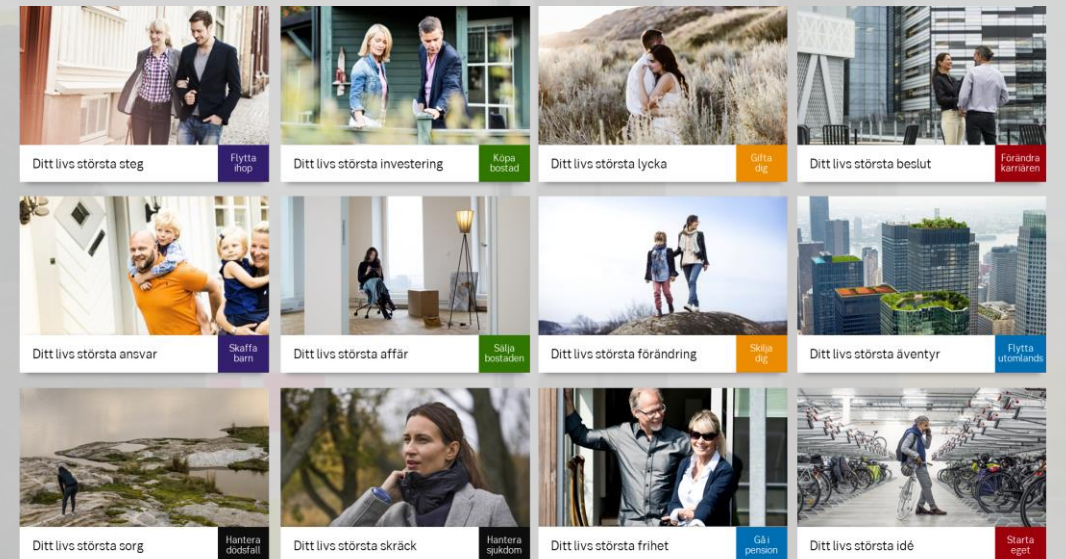 Ditt livs största steg
Flytta
ihop
Ditt livs största investering
Köpa
bostad
Ditt livs största lycka
Gifta
dig
Ditt livs största beslut
Förändra
karriären
Ditt livs största ansvar
Skaffa
barn
Ditt livs största affär
Sälja
bostaden
Ditt livs största förändring
Skilja
dig
Ditt livs största äventyr
Flytta
utomlands
Ditt livs största sorg
Hantera
dödsfall
Ditt livs största skräck
Hantera
sjukdom
Ditt livs största frihet
Gå i
pension
Ditt livs största idé
Starta
eget